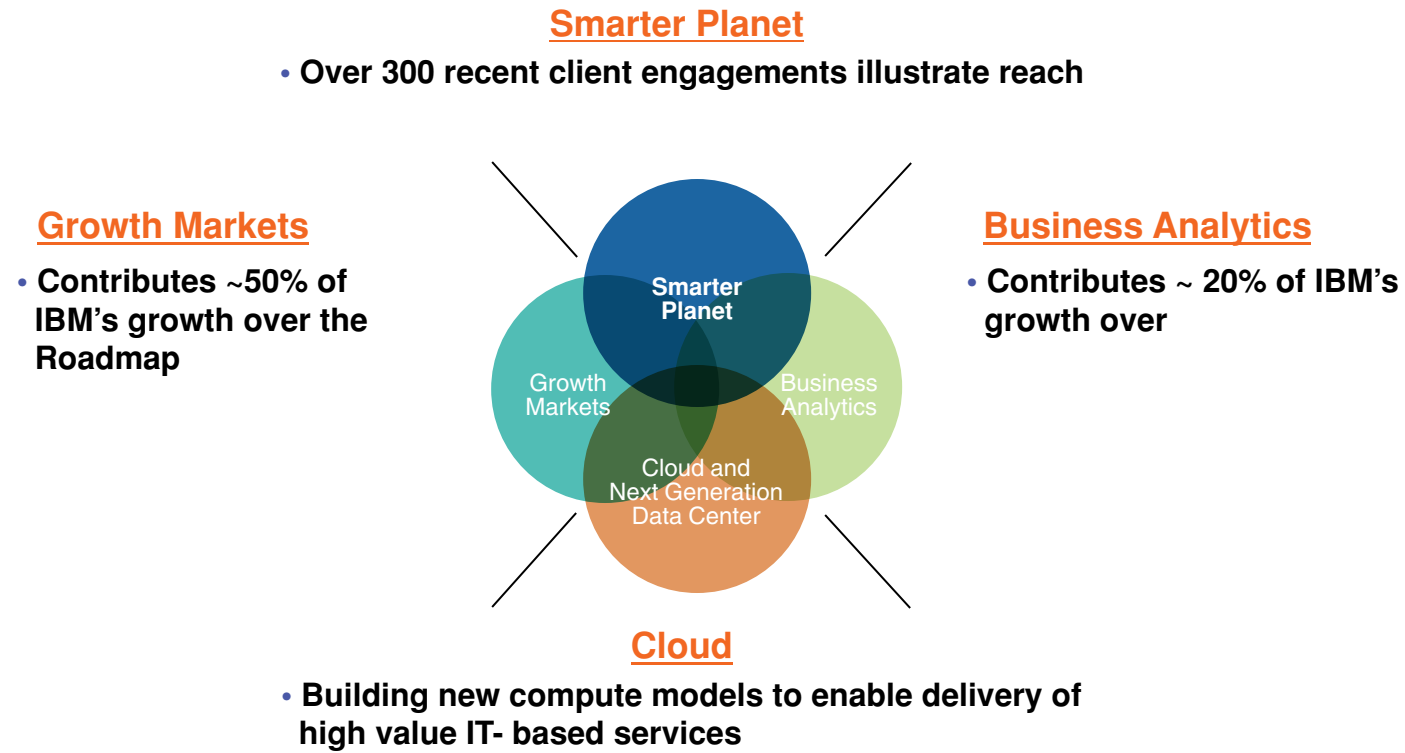 Smarter Planet
• Over 300 recent client engagements illustrate reach
Growth Markets
• Contributes ~50% of
IBM’s growth over the
Roadmap
Business Analytics
• Contributes ~ 20% of IBM’s
growth over
Smarter
Planet
Growth
Markets
Business
Analytics
Cloud and
Next Generation
Data Center
Cloud
• Building new compute models to enable delivery of
high value IT- based services